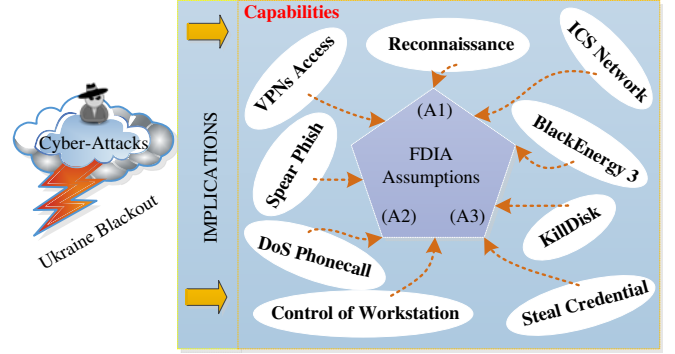 Capabilities
Reconnaissance
ICS Network
VPNs Access
(A1)
BlackEnergy 3
Cyber-Attacks
FDIA
Assumptions
Spear Phish
IMPLICATIONS
(A2)
(A3)
KillDisk
Ukraine Blackout
DoS Phonecall
Control of Workstation
Steal Credential